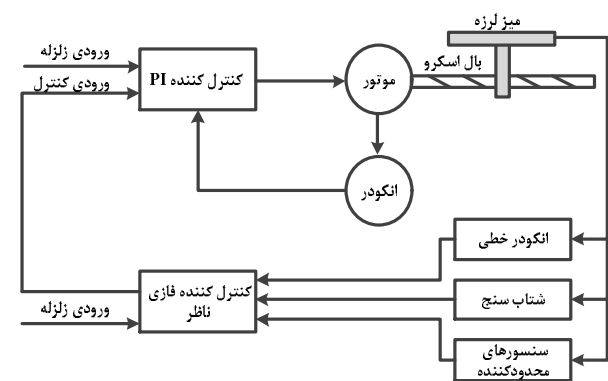 میز لرزه
ورودی زلزله
ورودی کنترل
کنترل کننده PI
موتور
بال اسکرو
انکودر
انکودر خطی
شتاب سنج
سنسورهای
محدودکننده
کنترل کننده فازی
ناظر
ورودی زلزله